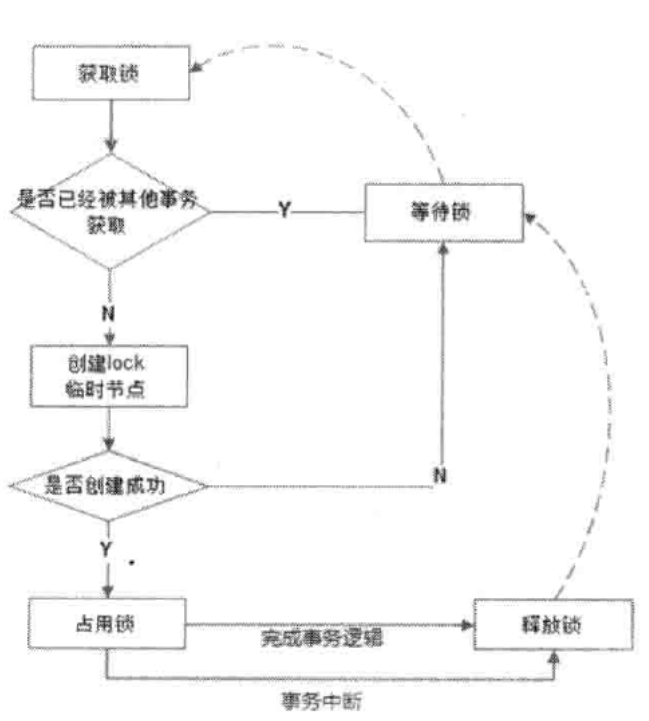 获取锁
是否已经被其他事务
获取
Y
等待锁
N
创建lock
临时节点
是否创建成功
N
Y
占用锁
完成事务逻辑
释放锁
事务中断